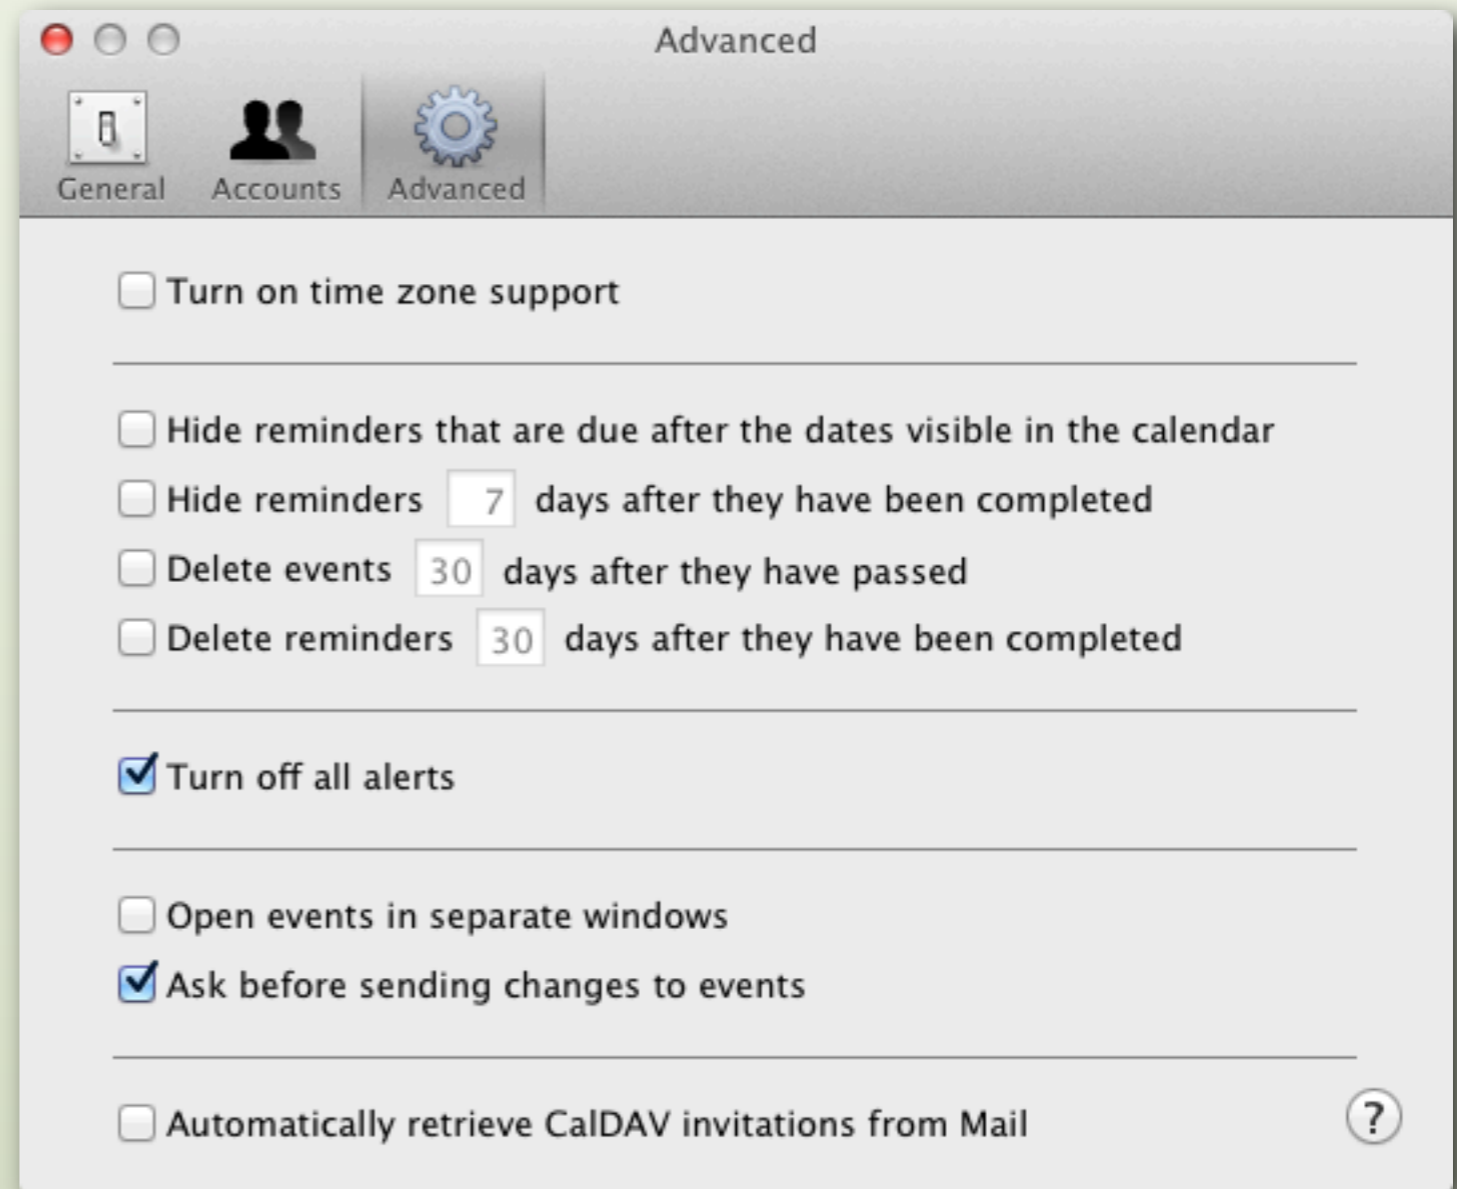 Advanced
General Accounts Advanced
Turn on time zone support
Hide reminders that are due after the dates visible in the calendar
Hide reminders 7 days after they have been completed
Delete events 30 days after they have passed
Delete reminders 30 days after they have been completed
Turn off all alerts
Open events in separate windows
Ask before sending changes to events
Automatically retrieve CalDAV invitations from Mail ?